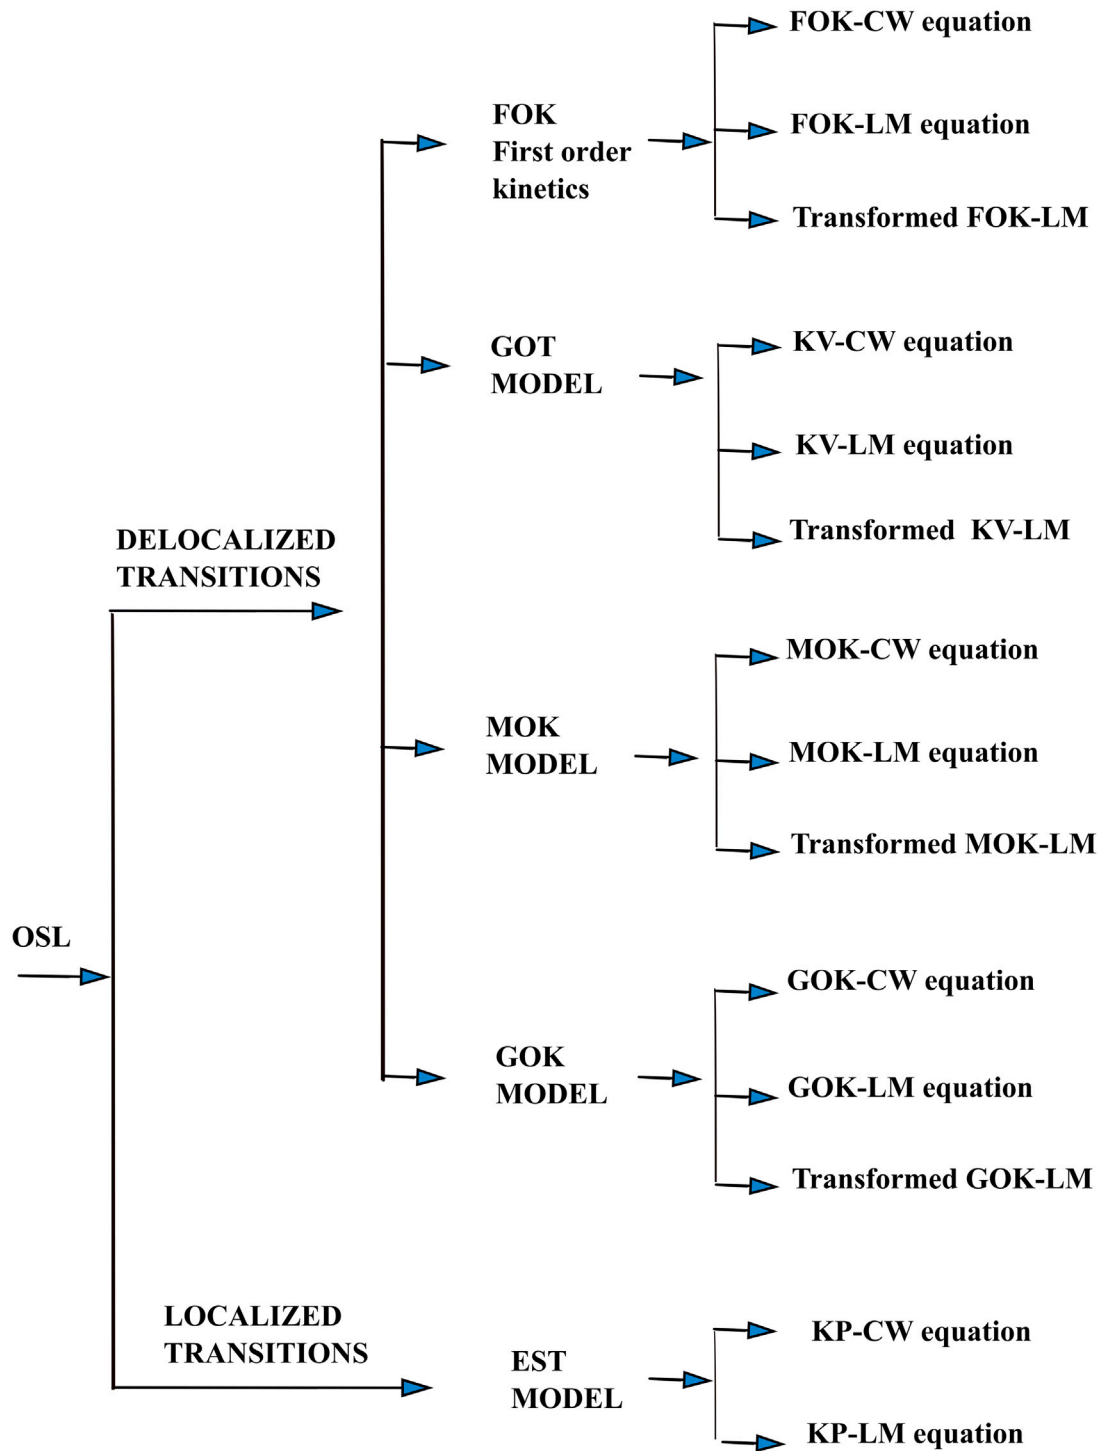 OSL
DELOCALIZED
TRANSITIONS
FOK
First order
kinetics
FOK-CW equation
FOK-LM equation
Transformed FOK-LM
GOT
MODEL
KV-CW equation
KV-LM equation
Transformed KV-LM
MOK
MODEL
MOK-CW equation
MOK-LM equation
Transformed MOK-LM
GOK
MODEL
GOK-CW equation
GOK-LM equation
Transformed GOK-LM
LOCALIZED
TRANSITIONS
EST
MODEL
KP-CW equation
KP-LM equation